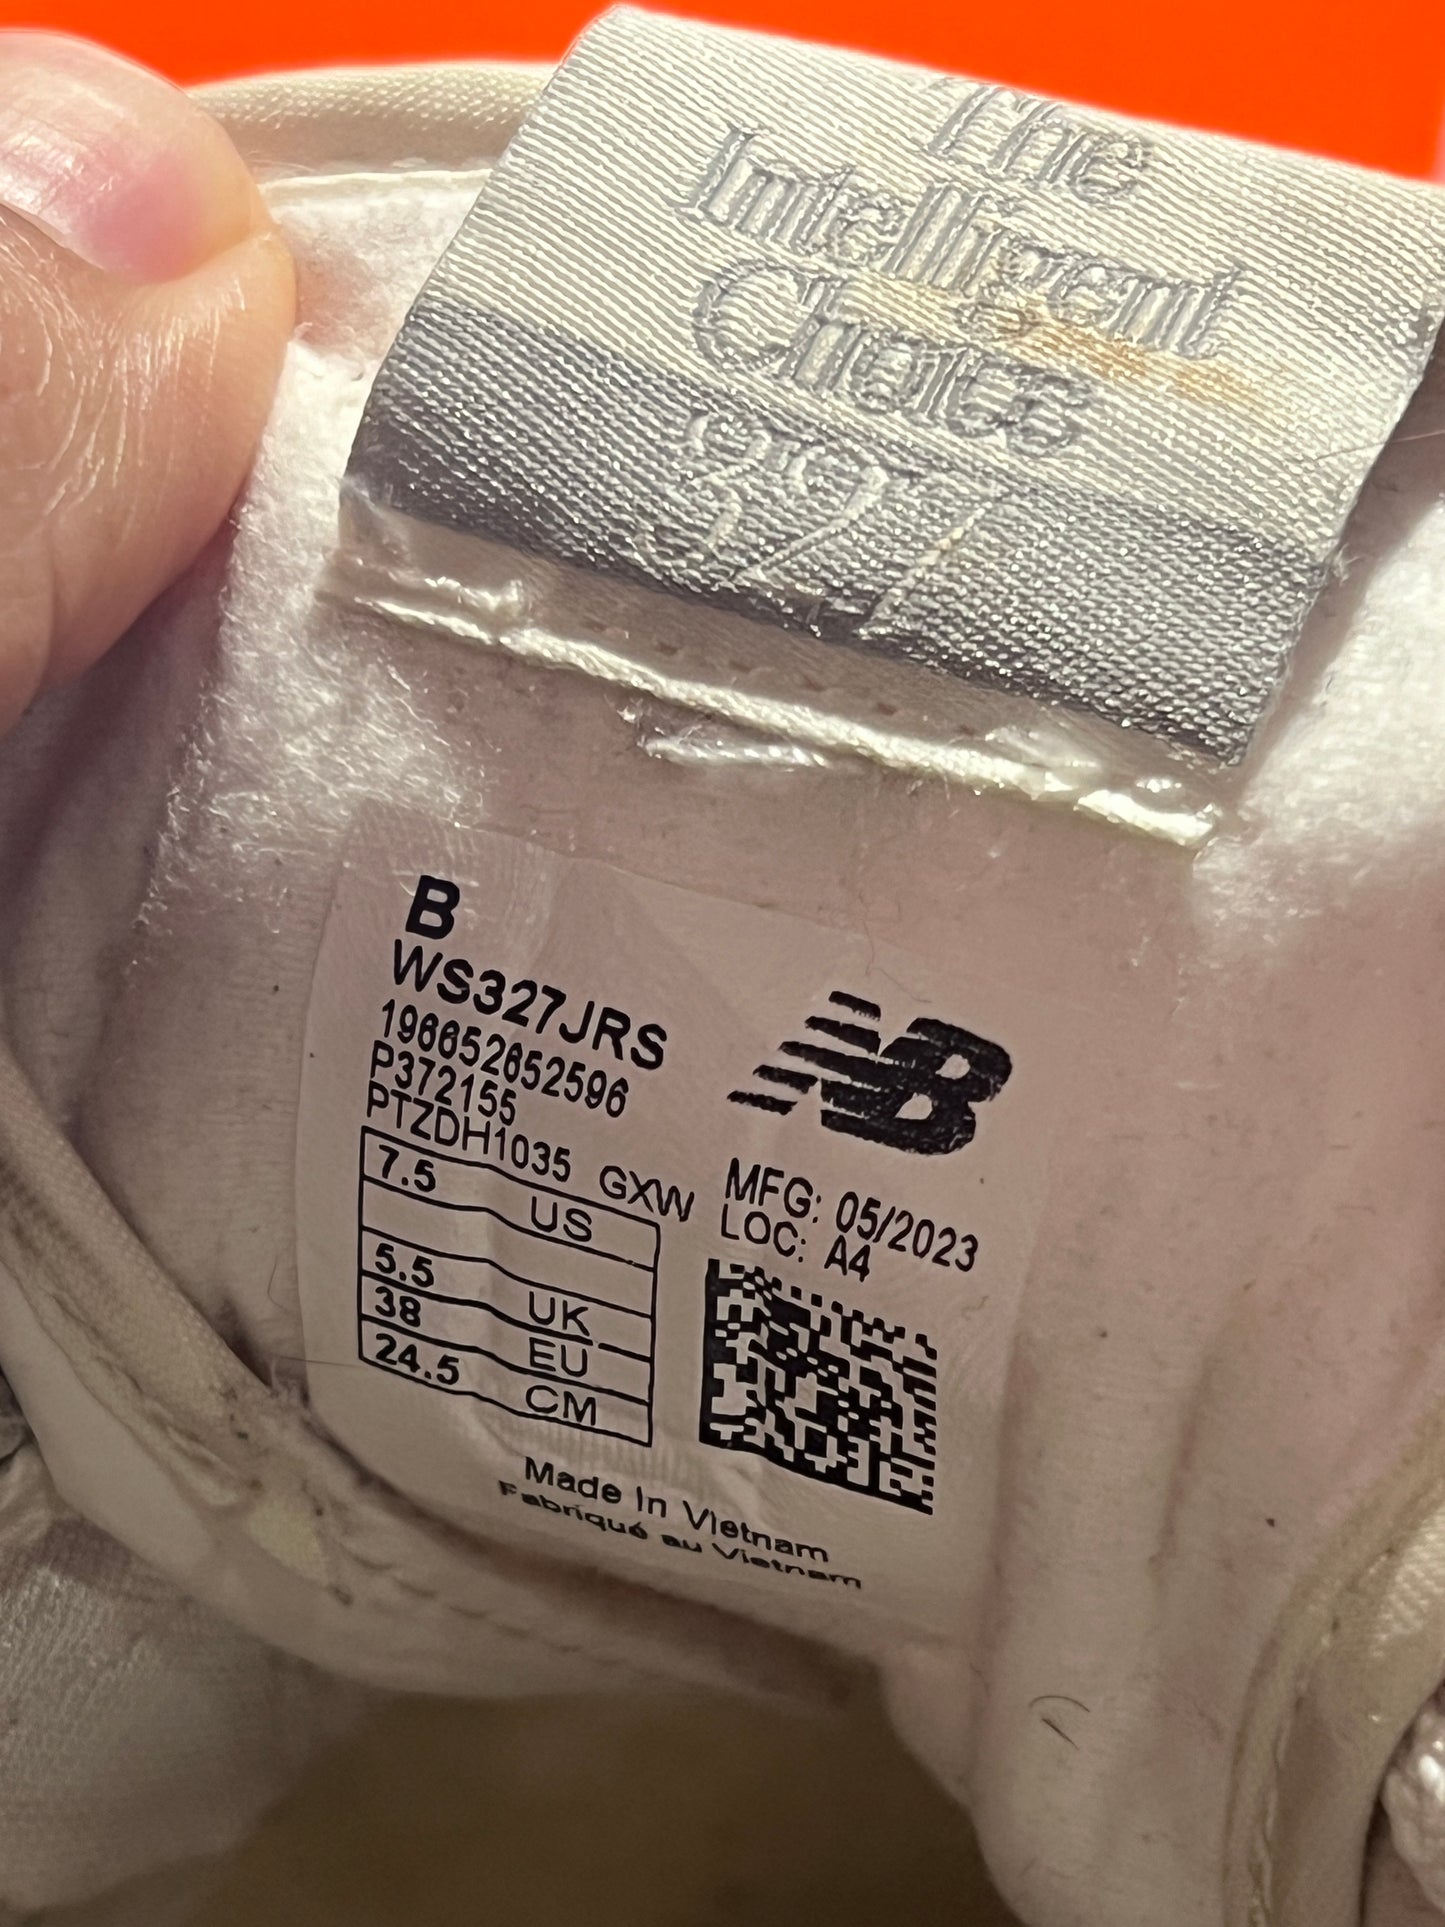 The
Intelligent
Choice
327
B
WS327JRS
196652652596
P372155
PTZDH1035 GXW
7.5 US
5.5 UK
38 EU
24.5 CM
NB
MFG: 05/2023
LOC: A4
Made In Vietnam
Fabriqué au Vietnam